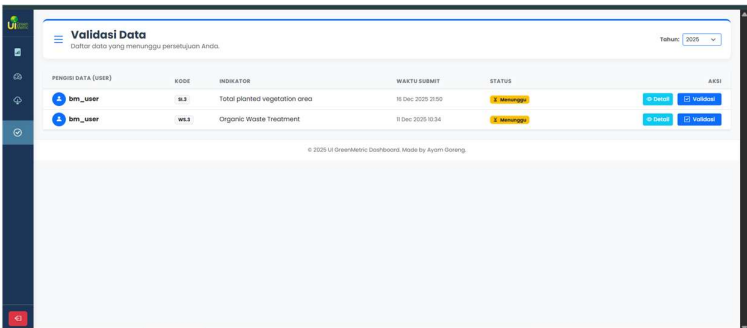 UI
Validasi Data
Daftar data yang menunggu persetujuan Anda.
Tahun: 2025
PENGISI DATA (USER) KODE INDIKATOR WAKTU SUBMIT STATUS AKSI
bm_user SI.3 Total planted vegetation area 15 Dec 2025 21:50 Menunggu Detail Validasi
bm_user WS.3 Organic Waste Treatment 11 Dec 2025 10:34 Menunggu Detail Validasi
© 2025 UI GreenMetric Dashboard. Made by Ayam Goreng.